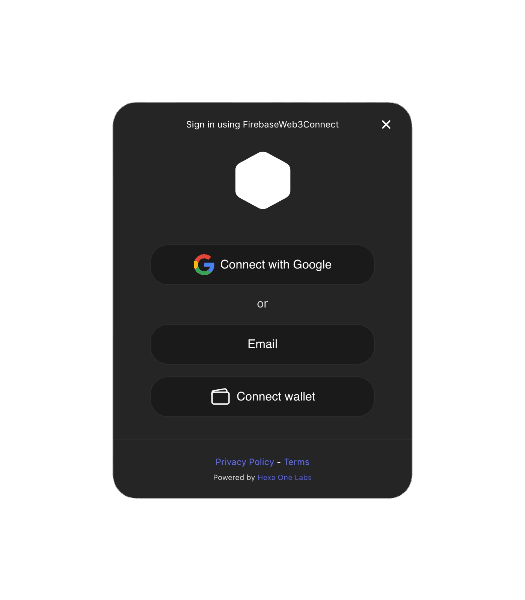 Sign in using FirebaseWeb3Connect
Connect with Google
or
Email
Connect wallet
Privacy Policy - Terms
Powered by Hexa One Labs